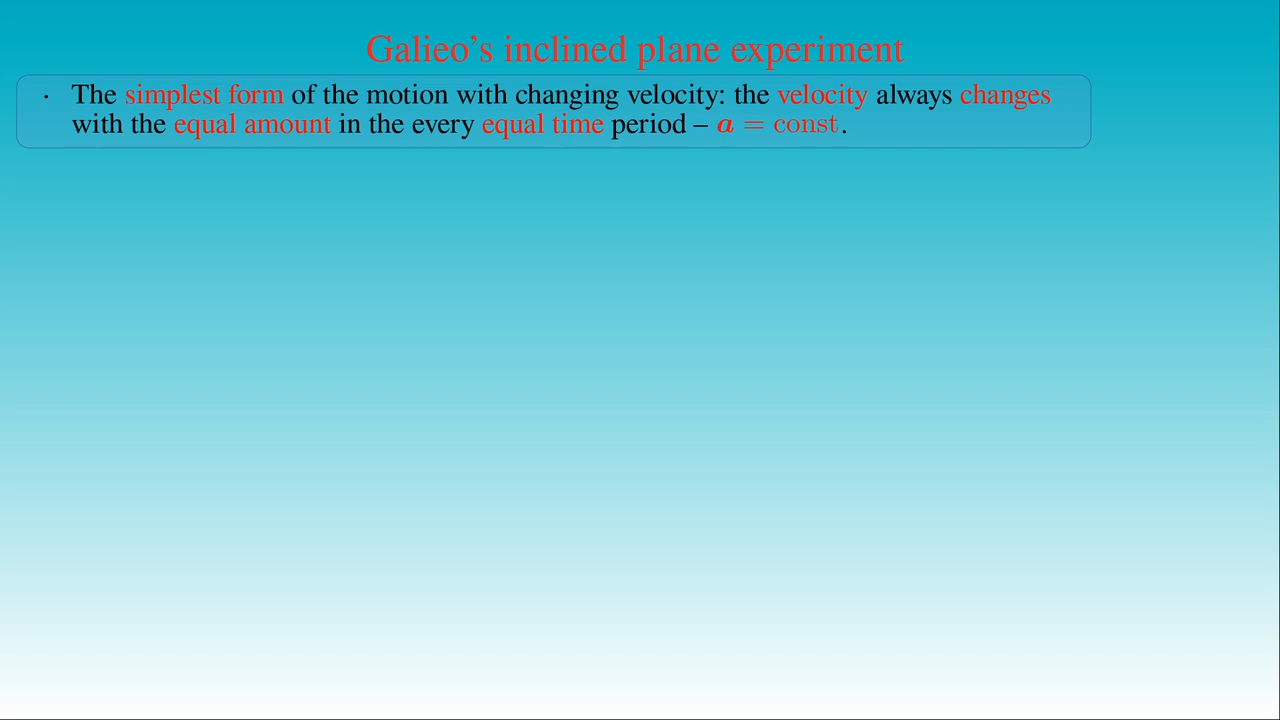 Galieo's inclined plane experiment
· The simplest form of the motion with changing velocity: the velocity always changes
with the equal amount in the every equal time period – a = const.